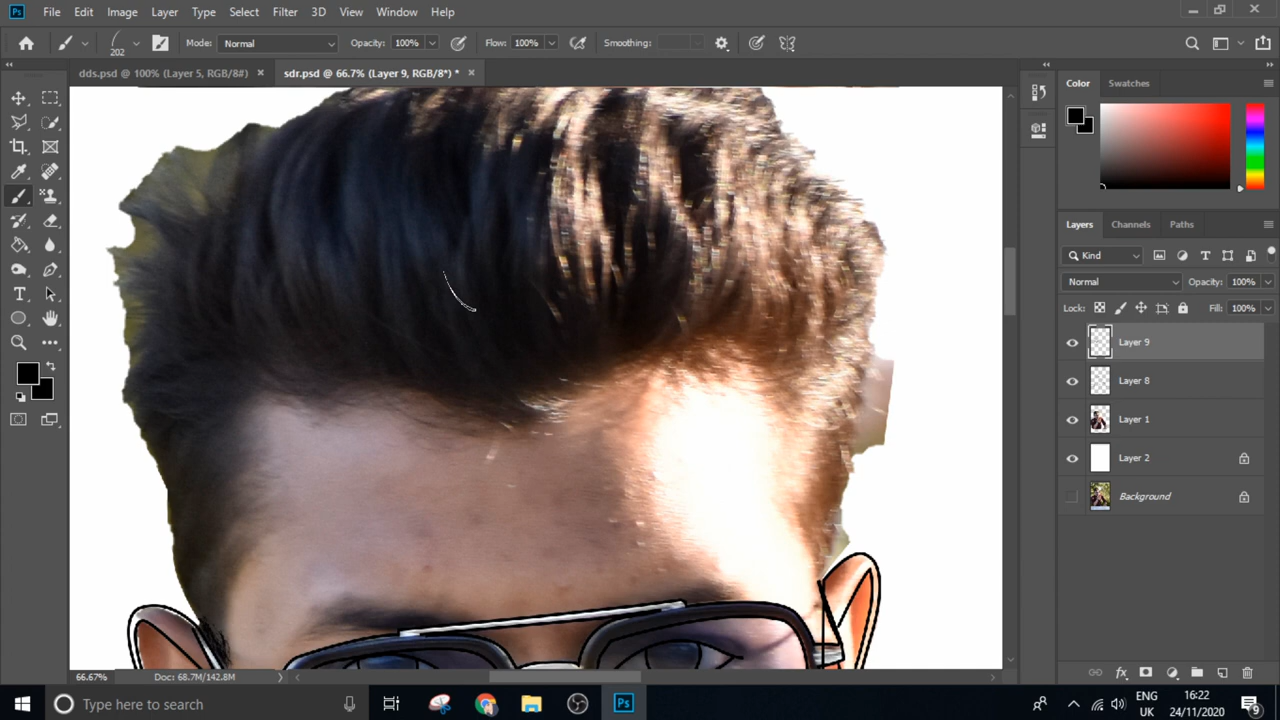 Ps File Edit Image Layer Type Select Filter 3D View Window Help
202 Mode: Normal Opacity: 100% Flow: 100% Smoothing:
dds.psd @ 100% (Layer 5, RGB/8#) × sdr.psd @ 66.7% (Layer 9, RGB/8*) * ×
Color Swatches
Layers Channels Paths
Kind
Normal Opacity: 100%
Lock: Fill: 100%
Layer 9
Layer 8
Layer 1
Layer 2
Background
66.67% Doc: 68.7M/142.8M
Type here to search
Ps
ENG
UK
16:22
24/11/2020
9